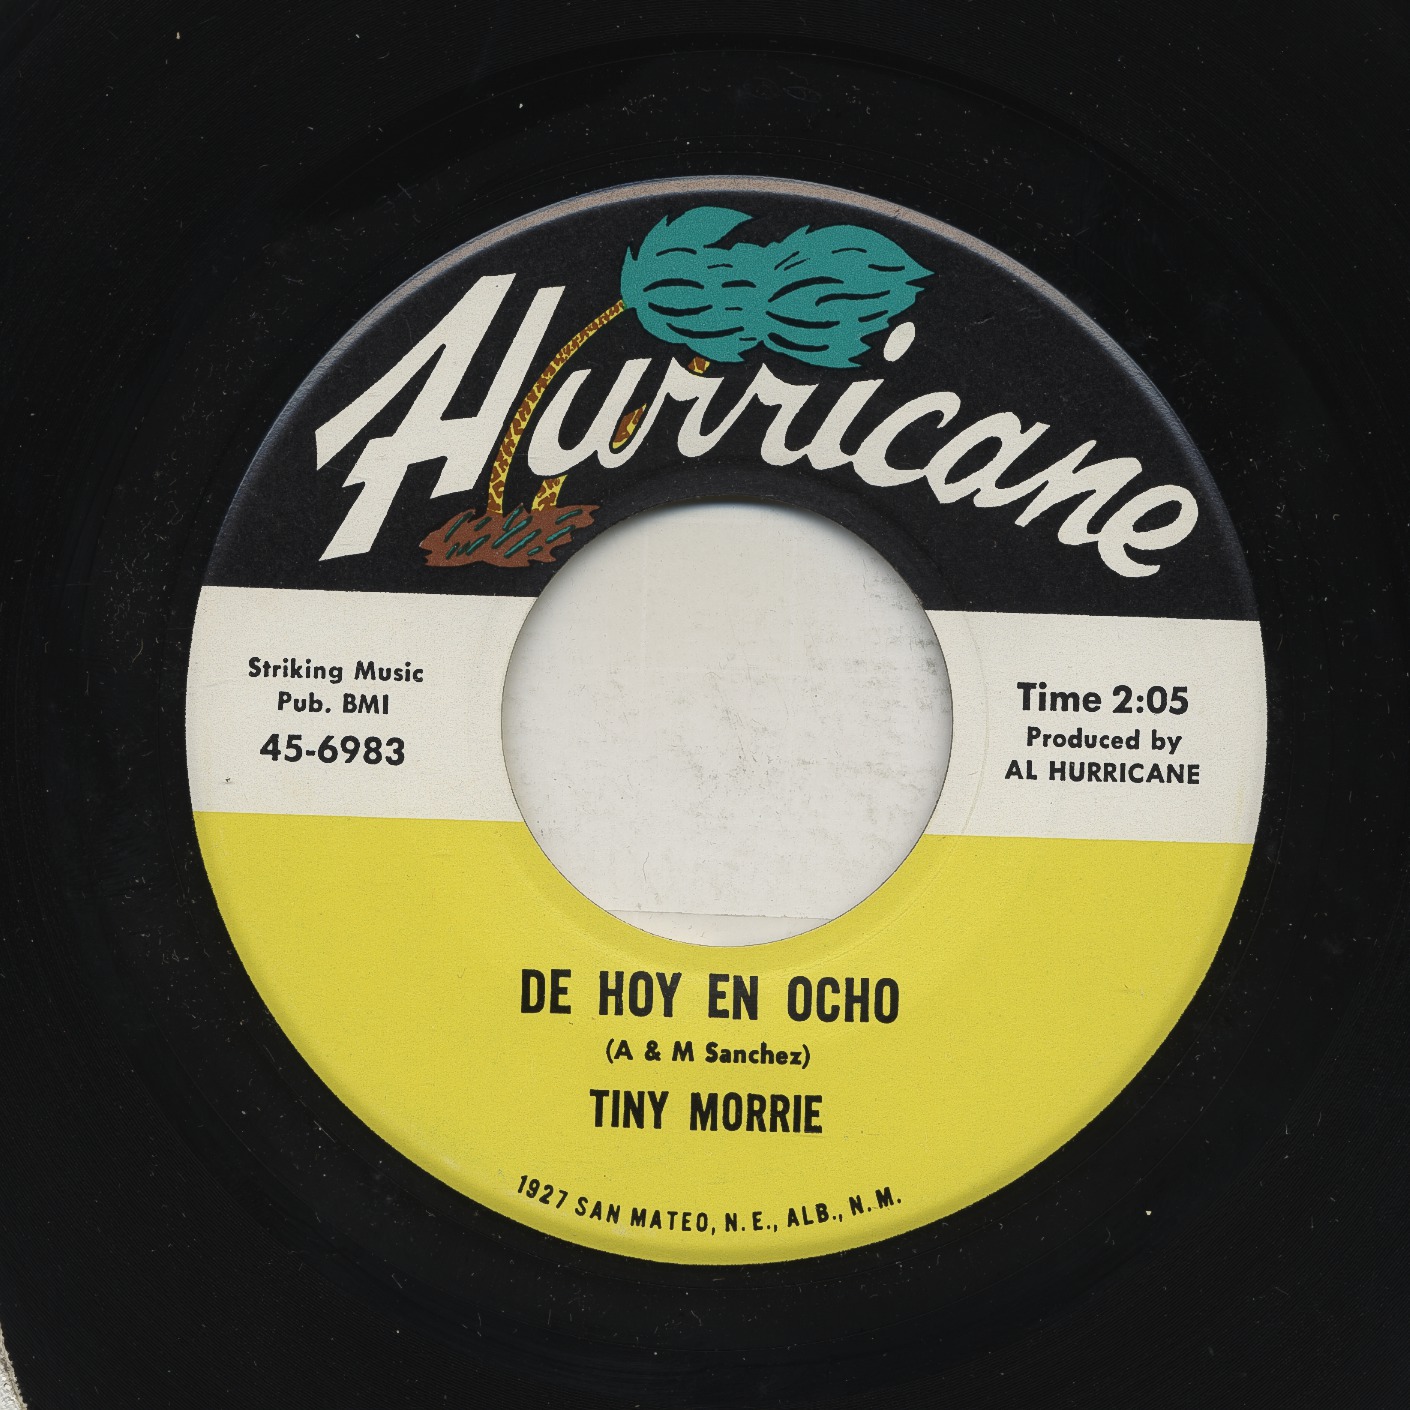 Hurricane
Striking Music
Pub. BMI
45-6983
Time 2:05
Produced by
AL HURRICANE
DE HOY EN OCHO
(A & M Sanchez)
TINY MORRIE
1927 SAN MATEO, N.E., ALB., N.M.